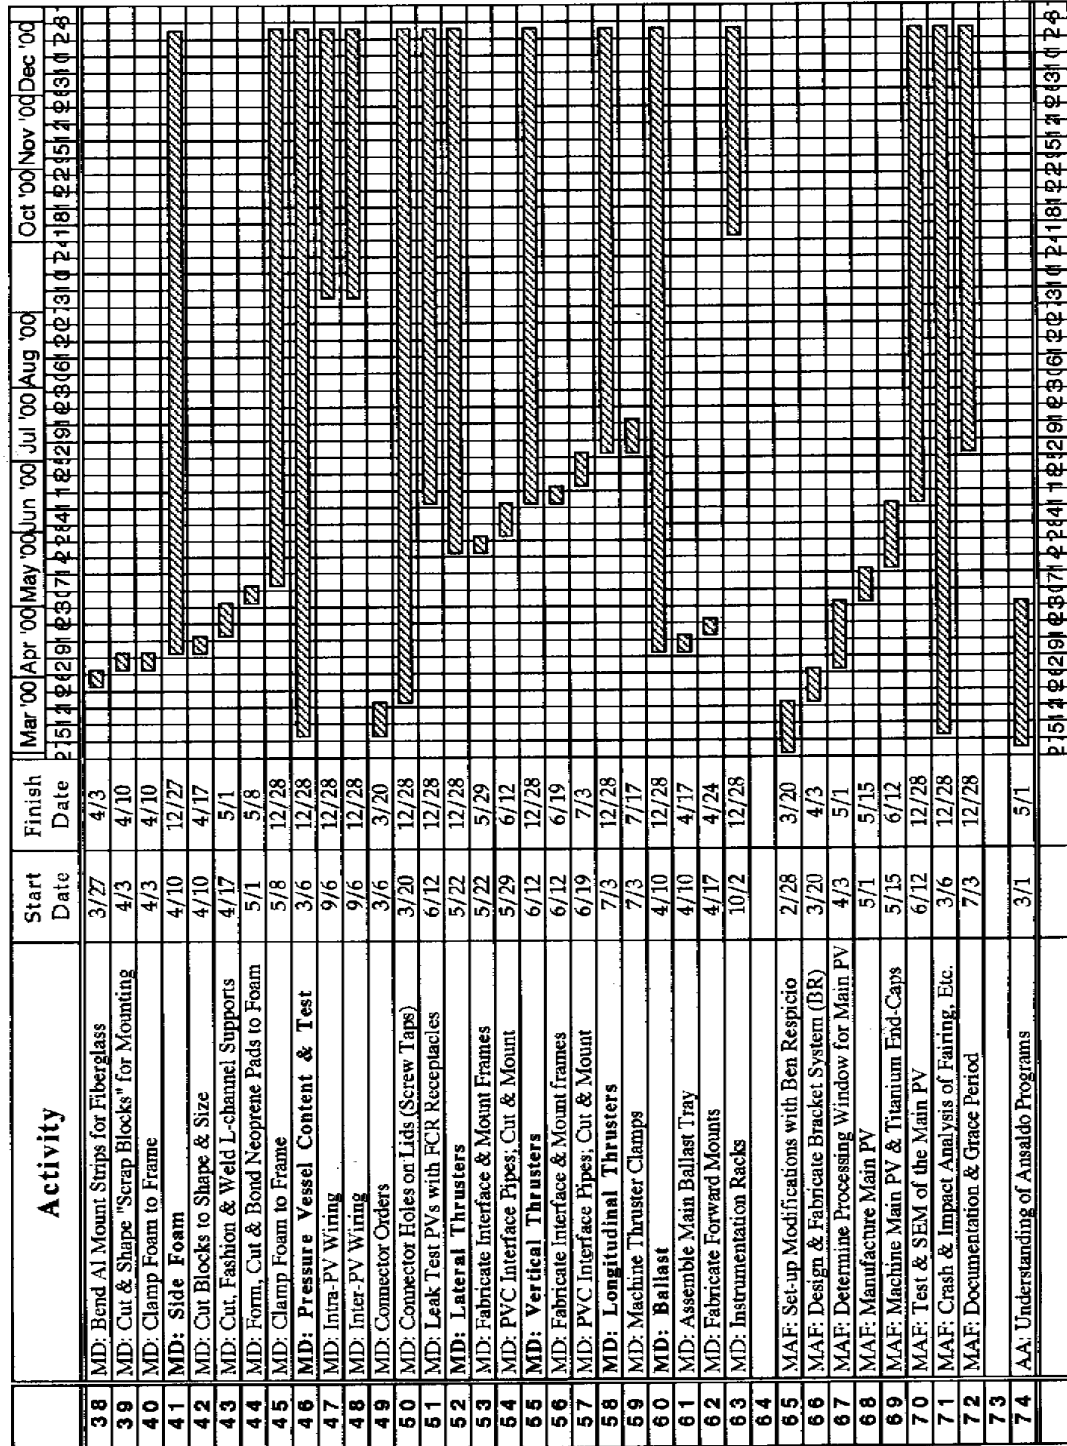 Activity
Start Date
Finish Date
Mar '00 Apr '00 May '00 Jun '00 Jul '00 Aug '00 Oct '00 Nov '00 Dec '00
38 MD: Bend Al Mount Strips for Fiberglass 3/27 4/3
39 MD: Cut & Shape "Scrap Blocks" for Mounting 4/3 4/10
40 MD: Clamp Foam to Frame 4/3 4/10
41 MD: Side Foam 4/10 12/27
42 MD: Cut Blocks to Shape & Size 4/10 4/17
43 MD: Cut, Fashion & Weld L-channel Supports 4/17 5/1
44 MD: Form, Cut & Bond Neoprene Pads to Foam 5/1 5/8
45 MD: Clamp Foam to Frame 5/8 12/28
46 MD: Pressure Vessel Content & Test 3/6 12/28
47 MD: Intra-PV Wiring 9/6 12/28
48 MD: Inter-PV Wiring 9/6 12/28
49 MD: Connector Orders 3/6 3/20
50 MD: Connector Holes on Lids (Screw Taps) 3/20 12/28
51 MD: Leak Test PVs with FCR Receptacles 6/12 12/28
52 MD: Lateral Thrusters 5/22 12/28
53 MD: Fabricate Interface & Mount Frames 5/22 5/29
54 MD: PVC Interface Pipes; Cut & Mount 5/29 6/12
55 MD: Vertical Thrusters 6/12 12/28
56 MD: Fabricate Interface & Mount frames 6/12 6/19
57 MD: PVC Interface Pipes; Cut & Mount 6/19 7/3
58 MD: Longitudinal Thrusters 7/3 12/28
59 MD: Machine Thruster Clamps 7/3 7/17
60 MD: Ballast 4/10 12/28
61 MD: Assemble Main Ballast Tray 4/10 4/17
62 MD: Fabricate Forward Mounts 4/17 4/24
63 MD: Instrumentation Racks 10/2 12/28
64
65 MAF: Set-up Modifications with Ben Respicio 2/28 3/20
66 MAF: Design & Fabricate Bracket System (BR) 3/20 4/3
67 MAF: Determine Processing Window for Main PV 4/3 5/1
68 MAF: Manufacture Main PV 5/1 5/15
69 MAF: Machine Main PV & Titanium End-Caps 5/15 6/12
70 MAF: Test & SEM of the Main PV 6/12 12/28
71 MAF: Crash & Impact Analysis of Fairing, Etc. 3/6 12/28
72 MAF: Documentation & Grace Period 7/3 12/28
73
74 AA: Understanding of Ansaldo Programs 3/1 5/1